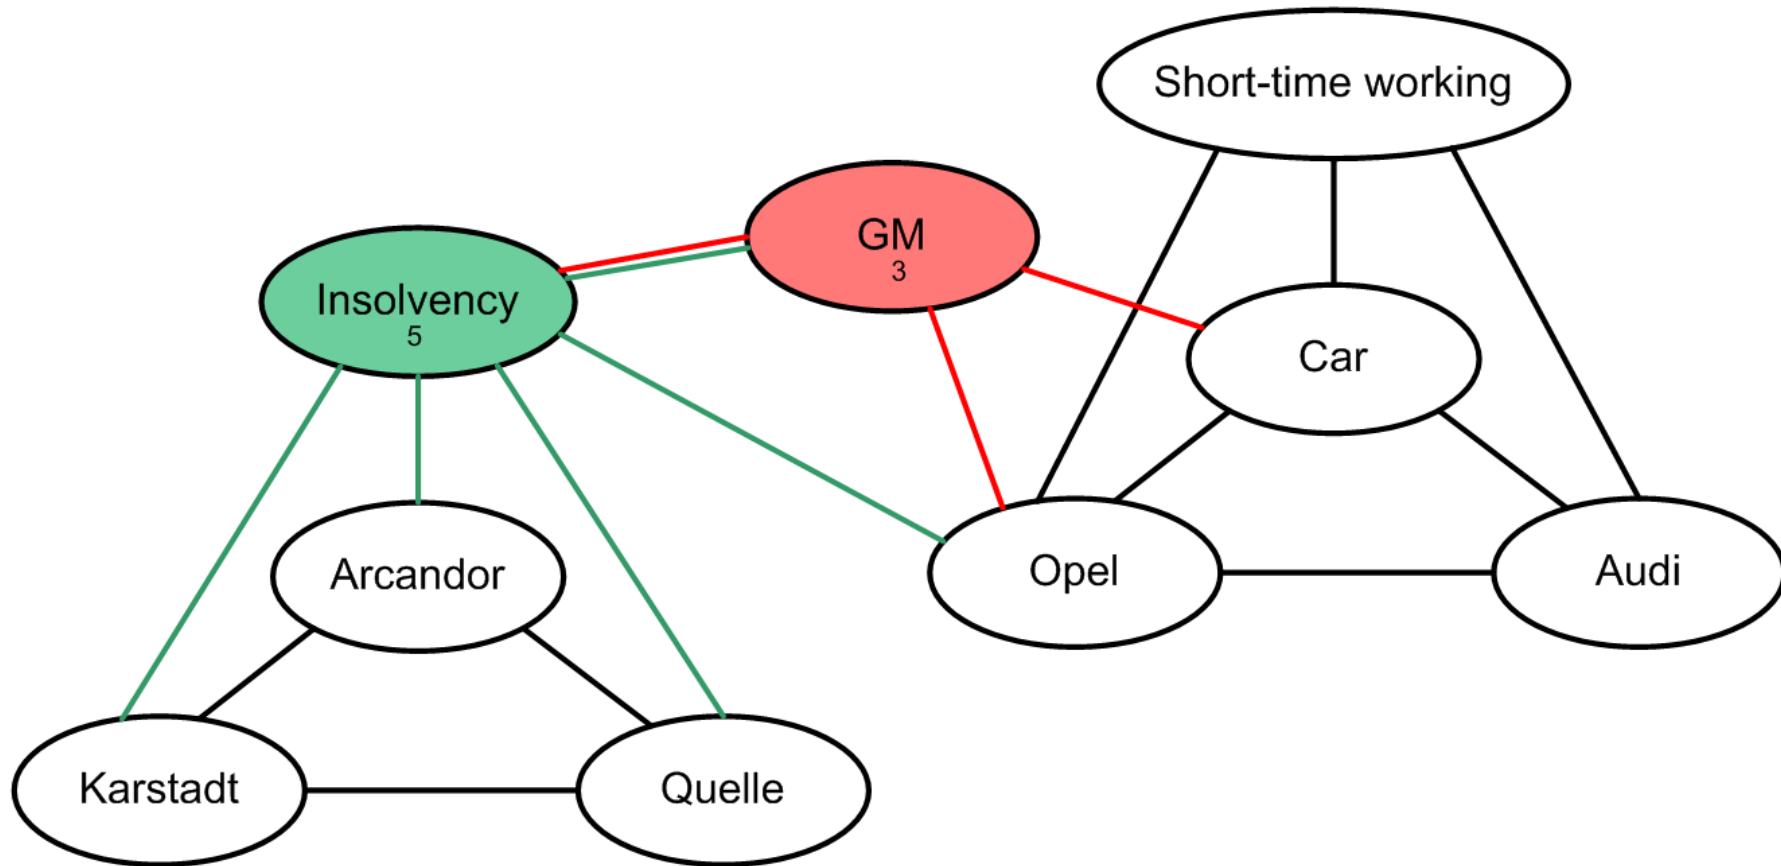 Short-time working
GM
3
Insolvency
5
Car
Arcandor
Opel
Audi
Karstadt
Quelle